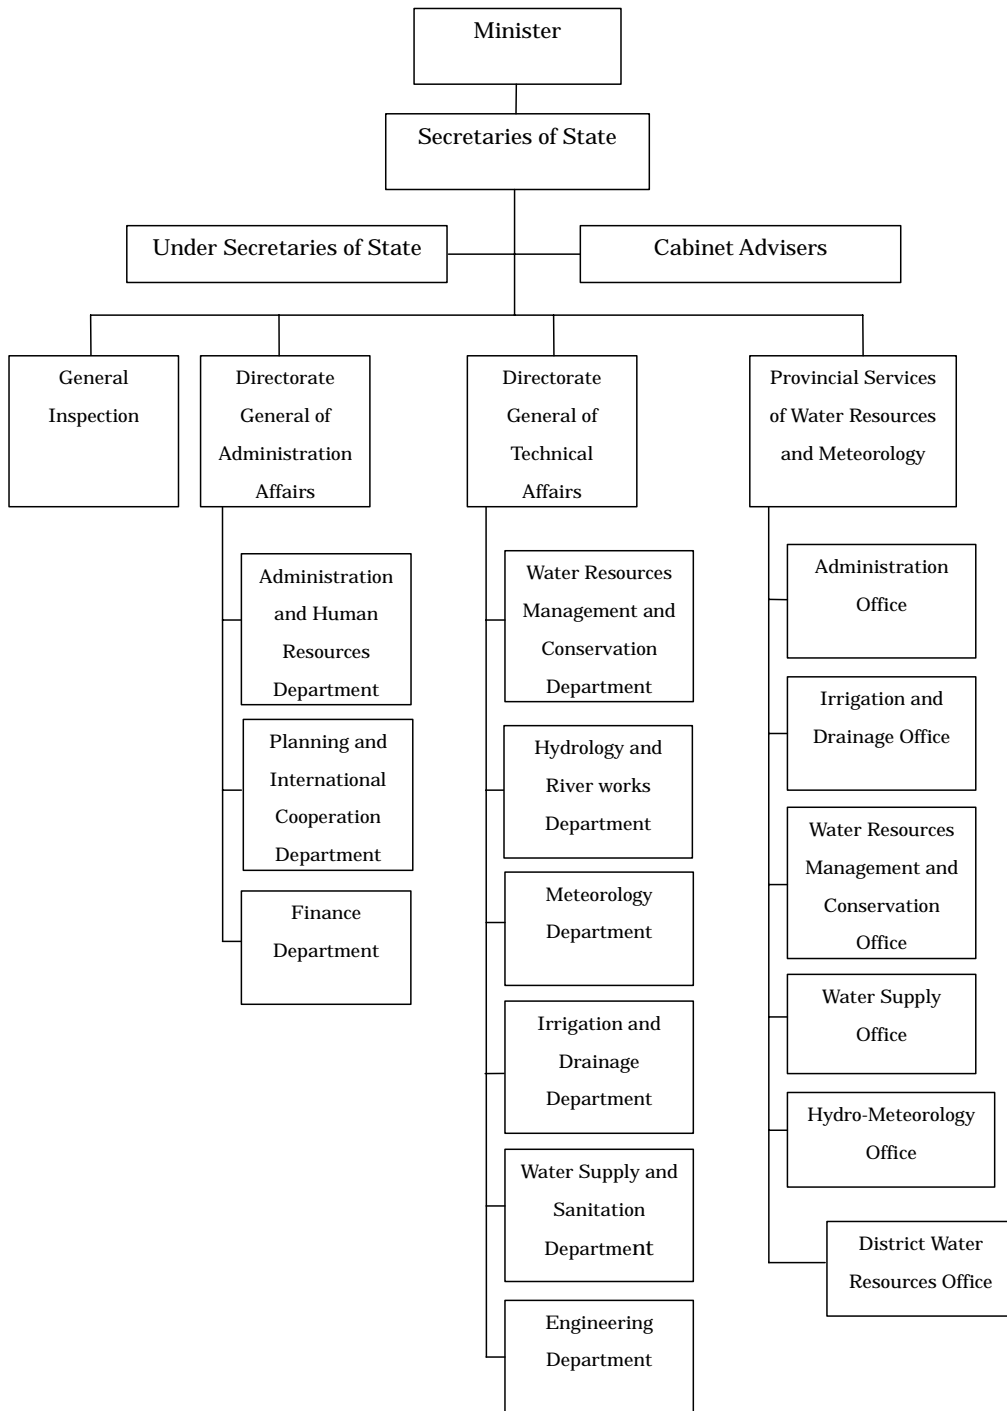 Minister
Secretaries of State
Under Secretaries of State
Cabinet Advisers
General
Inspection
Directorate
General of
Administration
Affairs
Directorate
General of
Technical
Affairs
Provincial Services
of Water Resources
and Meteorology
Administration
and Human
Resources
Department
Planning and
International
Cooperation
Department
Finance
Department
Water Resources
Management and
Conservation
Department
Hydrology and
River works
Department
Meteorology
Department
Irrigation and
Drainage
Department
Water Supply and
Sanitation
Department
Engineering
Department
Administration
Office
Irrigation and
Drainage Office
Water Resources
Management and
Conservation
Office
Water Supply
Office
Hydro-Meteorology
Office
District Water
Resources Office